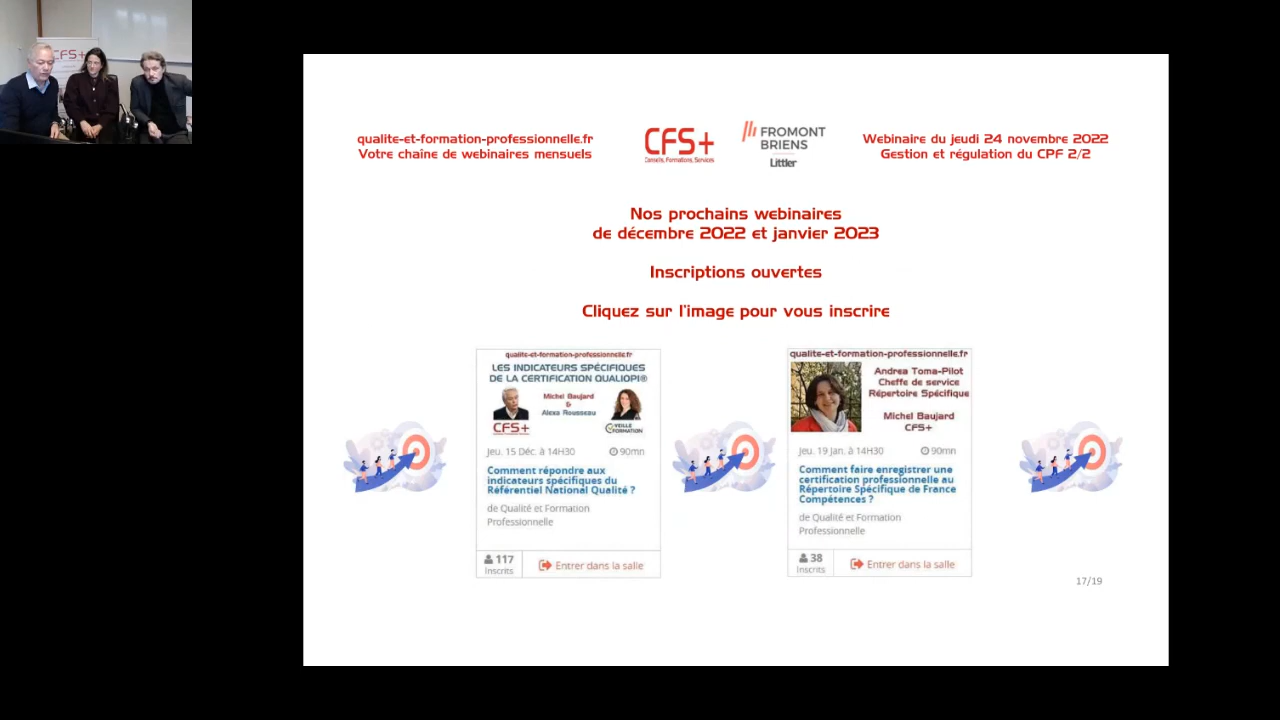 CFS+
qualite-et-formation-professionnelle.fr
Votre chaîne de webinaires mensuels
CFS+
Conseils, Formations, Services
FROMONT
BRIENS
Littler
Webinaire du jeudi 24 novembre 2022
Gestion et régulation du CPF 2/2
Nos prochains webinaires
de décembre 2022 et janvier 2023
Inscriptions ouvertes
Cliquez sur l'image pour vous inscrire
qualite-et-formation-professionnelle.fr
LES INDICATEURS SPÉCIFIQUES
DE LA CERTIFICATION QUALIOPI®
Michel Baujard
&
Alexa Rousseau
CFS+
VEILLE
FORMATION
Jeu. 15 Déc. à 14H30
90mn
Comment répondre aux
indicateurs spécifiques du
Référentiel National Qualité ?
de Qualité et Formation
Professionnelle
117
Inscrits
Entrer dans la salle
qualite-et-formation-professionnelle.fr
Andrea Toma-Pilot
Cheffe de service
Répertoire Spécifique
Michel Baujard
CFS+
Jeu. 19 Jan. à 14H30
90mn
Comment faire enregistrer une
certification professionnelle au
Répertoire Spécifique de France
Compétences ?
de Qualité et Formation
Professionnelle
38
Inscrits
Entrer dans la salle
17/19